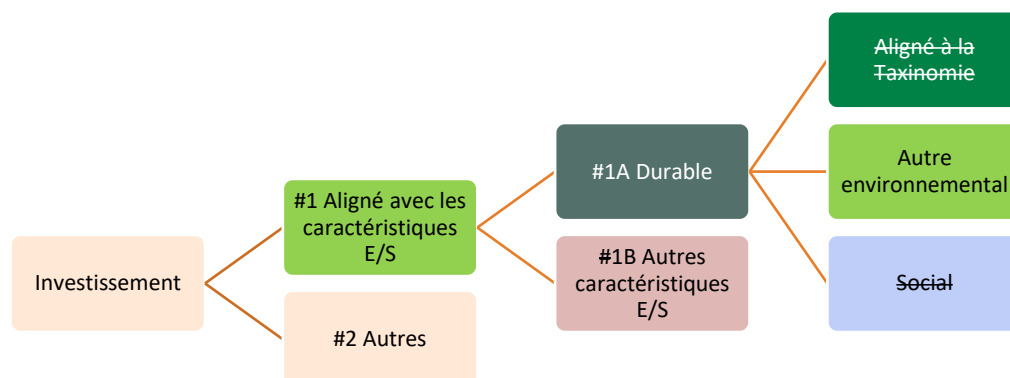 Investissement
#1 Aligné avec les
caractéristiques
E/S
#2 Autres
#1A Durable
#1B Autres
caractéristiques
E/S
Aligné à la
Taxinomie
Autre
environnemental
Social